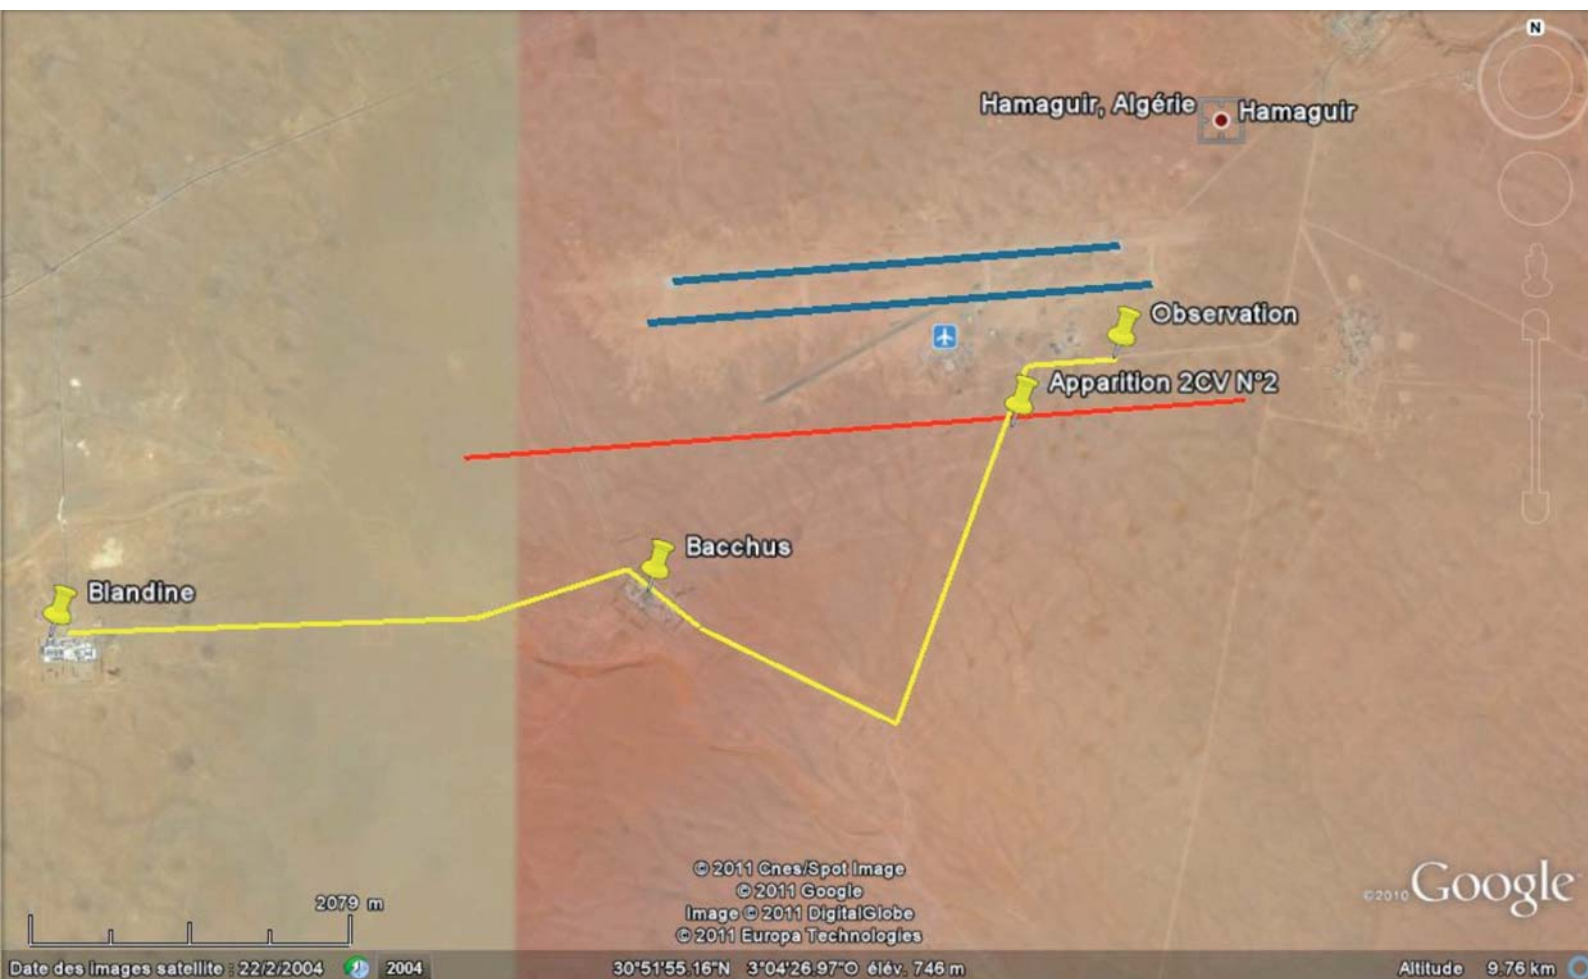 N
Hamaguir, Algérie
Hamaguir
Observation
Apparition 2CV N°2
Bacchus
Blandine
© 2011 Cnes/Spot Image
© 2011 Google
Image © 2011 DigitalGlobe
© 2011 Europa Technologies
©2010 Google
2079 m
Date des images satellite : 22/2/2004
2004
30°51'55.16"N 3°04'26.97"O élév. 746 m
Altitude 9.76 km